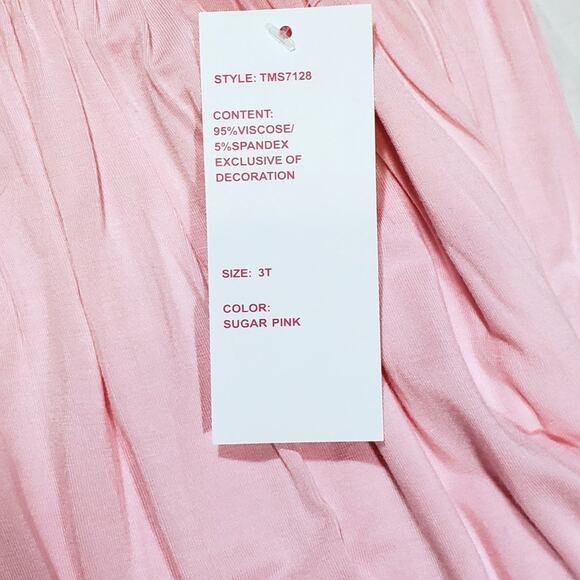 STYLE: TMS7128
CONTENT:
95%VISCOSE/
5%SPANDEX
EXCLUSIVE OF
DECORATION
SIZE: 3T
COLOR:
SUGAR PINK